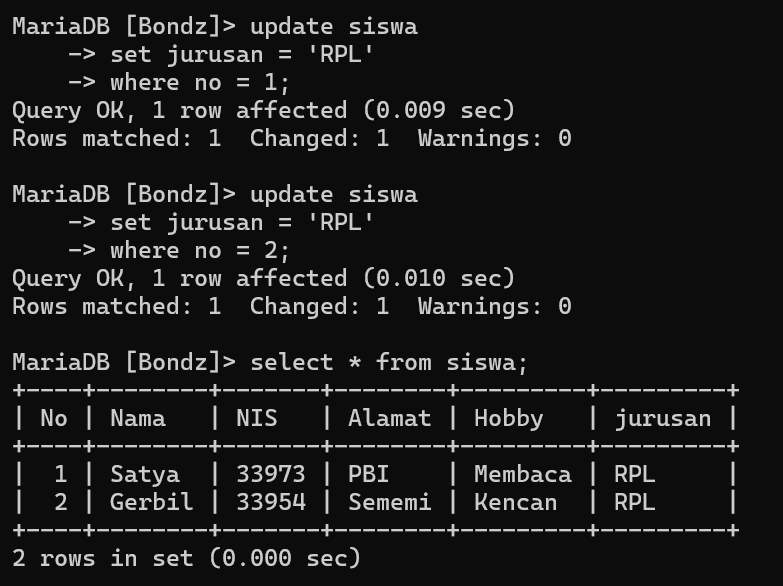 MariaDB [Bondz]> update siswa
    -> set jurusan = 'RPL'
    -> where no = 1;
Query OK, 1 row affected (0.009 sec)
Rows matched: 1  Changed: 1  Warnings: 0

MariaDB [Bondz]> update siswa
    -> set jurusan = 'RPL'
    -> where no = 2;
Query OK, 1 row affected (0.010 sec)
Rows matched: 1  Changed: 1  Warnings: 0

MariaDB [Bondz]> select * from siswa;
+----+--------+-------+--------+---------+---------+
| No | Nama   | NIS   | Alamat | Hobby   | jurusan |
+----+--------+-------+--------+---------+---------+
|  1 | Satya  | 33973 | PBI    | Membaca | RPL     |
|  2 | Gerbil | 33954 | Sememi | Kencan  | RPL     |
+----+--------+-------+--------+---------+---------+
2 rows in set (0.000 sec)